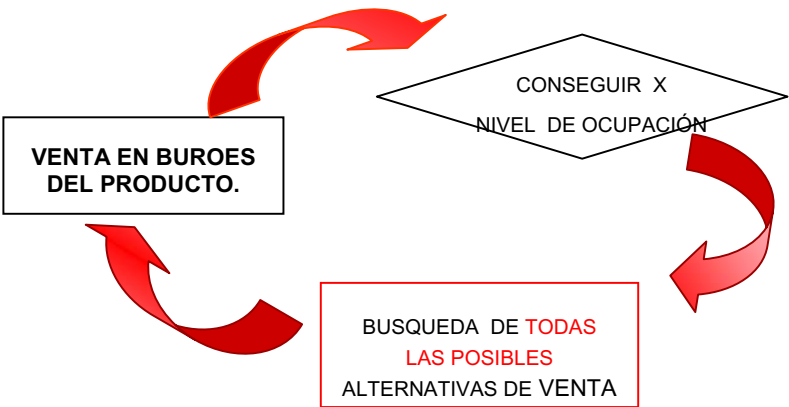 CONSEGUIR X
NIVEL DE OCUPACIÓN
VENTA EN BUROES
DEL PRODUCTO.
BUSQUEDA DE TODAS
LAS POSIBLES
ALTERNATIVAS DE VENTA